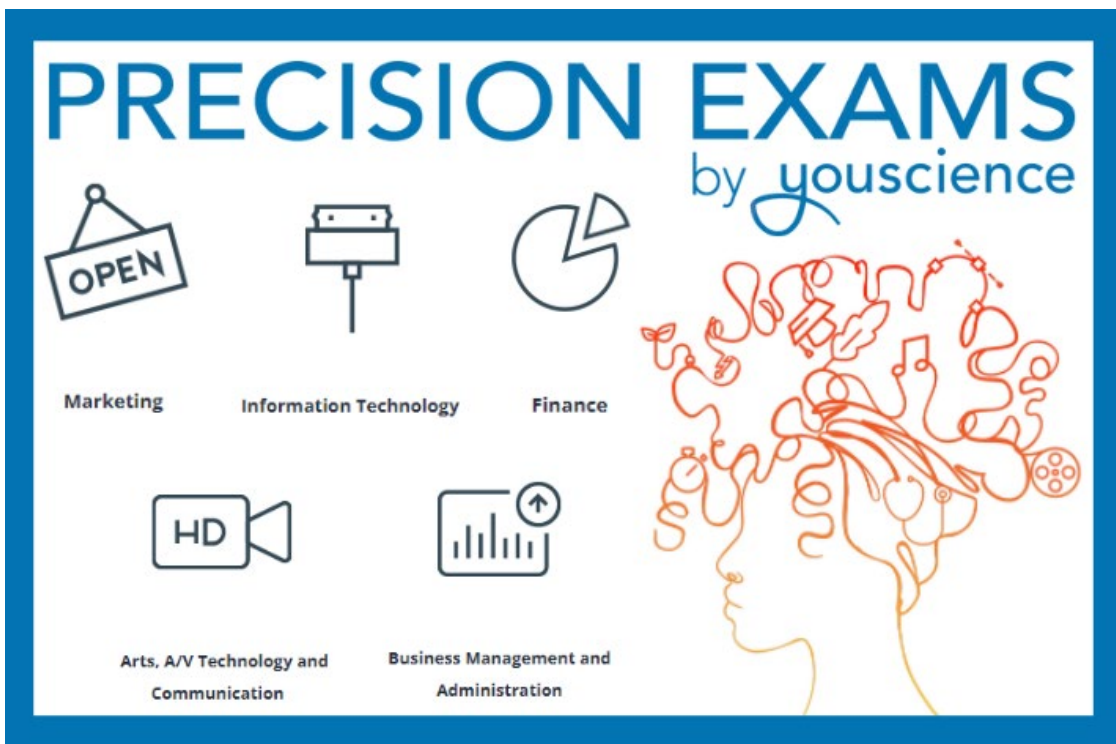 PRECISION EXAMS
by youscience
OPEN
Marketing
Information Technology
Finance
HD
Arts, A/V Technology and
Communication
Business Management and
Administration